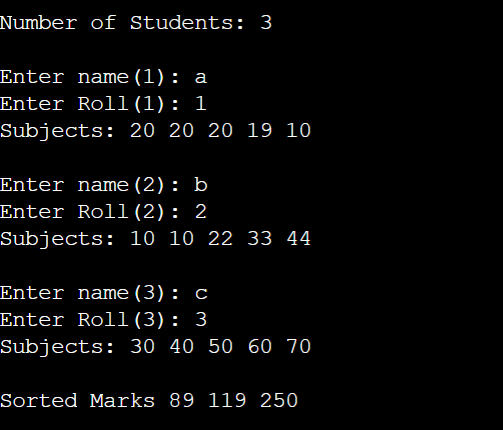 Number of Students: 3
Enter name(1): a
Enter Roll(1): 1
Subjects: 20 20 20 19 10
Enter name(2): b
Enter Roll(2): 2
Subjects: 10 10 22 33 44
Enter name(3): c
Enter Roll(3): 3
Subjects: 30 40 50 60 70
Sorted Marks 89 119 250